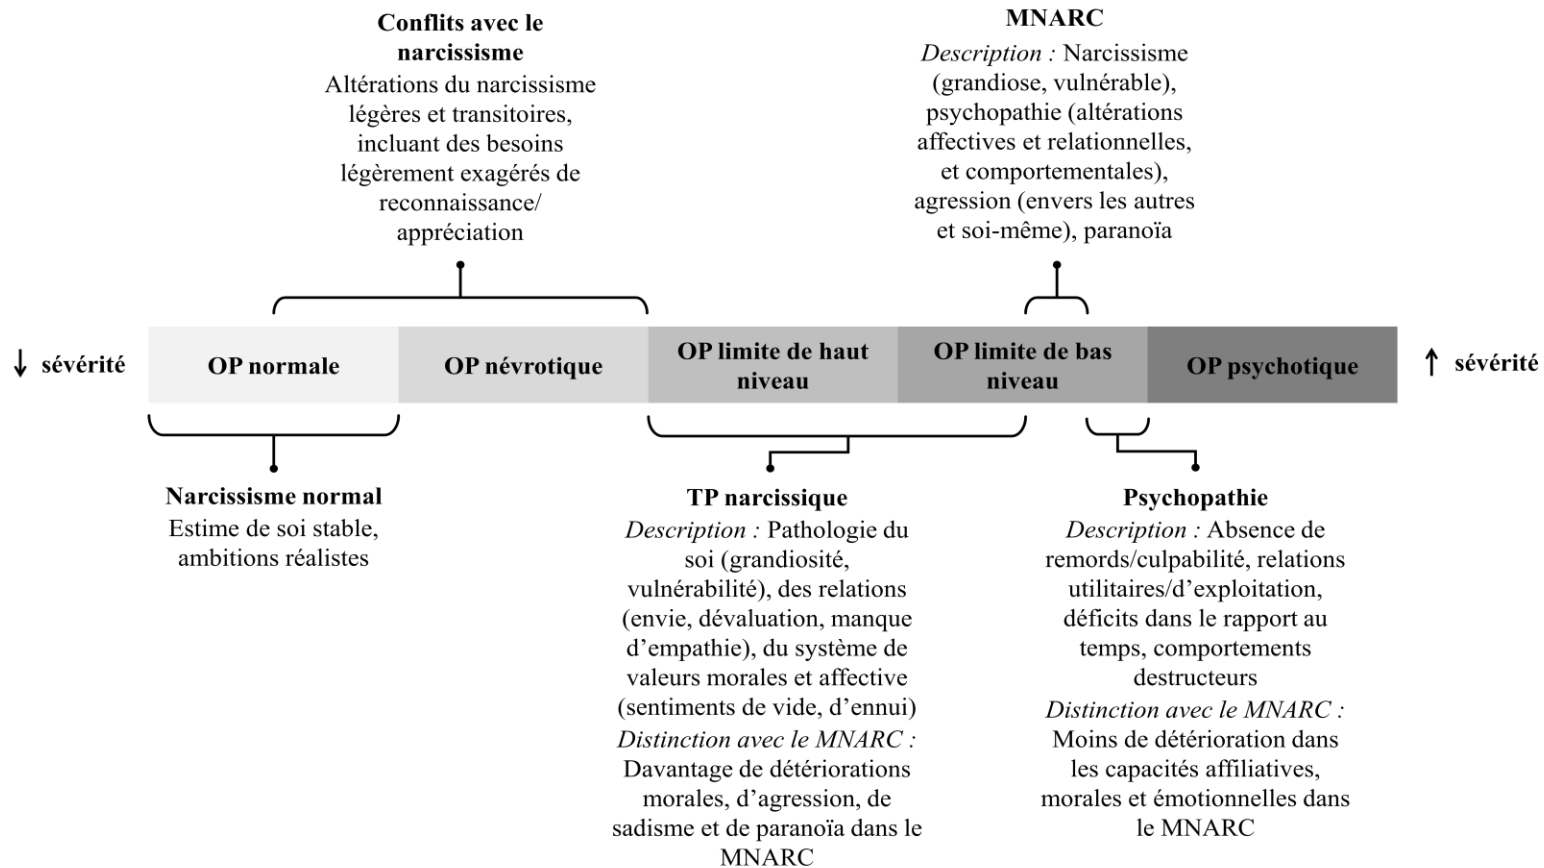 Conflits avec le
narcissisme
Altérations du narcissisme
légères et transitoires,
incluant des besoins
légèrement exagérés de
reconnaissance/
appréciation
MNARC
Description : Narcissisme
(grandiose, vulnérable),
psychopathie (altérations
affectives et relationnelles,
et comportementales),
agression (envers les autres
et soi-même), paranoïa
↓ sévérité
OP normale
OP névrotique
OP limite de haut
niveau
OP limite de bas
niveau
OP psychotique
↑ sévérité
Narcissisme normal
Estime de soi stable,
ambitions réalistes
TP narcissique
Description : Pathologie du
soi (grandiosité,
vulnérabilité), des relations
(envie, dévaluation, manque
d’empathie), du système de
valeurs morales et affective
(sentiments de vide, d’ennui)
Distinction avec le MNARC :
Davantage de détériorations
morales, d’agression, de
sadisme et de paranoïa dans le
MNARC
Psychopathie
Description : Absence de
remords/culpabilité, relations
utilitaires/d’exploitation,
déficits dans le rapport au
temps, comportements
destructeurs
Distinction avec le MNARC :
Moins de détérioration dans
les capacités affiliatives,
morales et émotionnelles dans
le MNARC